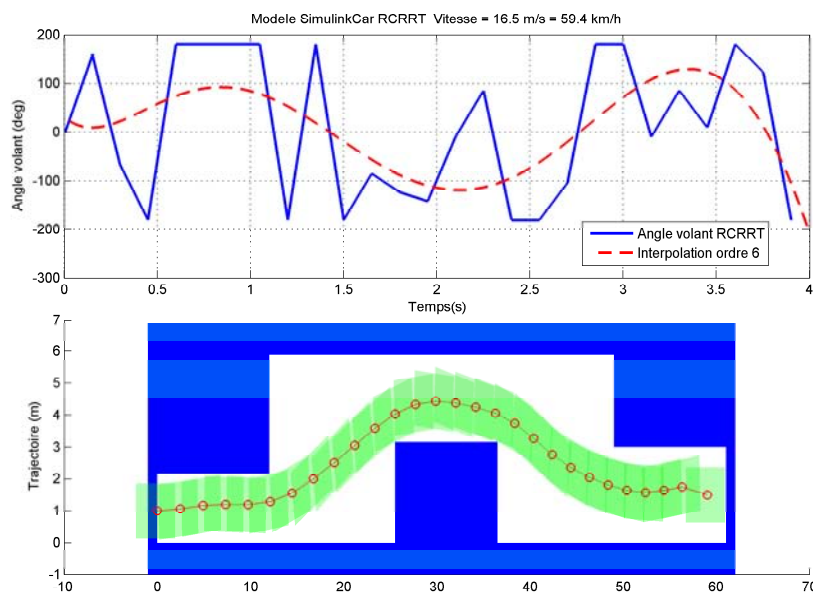 Modele SimulinkCar RCRRT Vitesse = 16.5 m/s = 59.4 km/h
200
100
0
-100
-200
-300
Angle volant (deg)
Angle volant RCRRT
Interpolation ordre 6
0 0.5 1 1.5 2 2.5 3 3.5 4
Temps(s)
7
6
5
4
3
2
1
0
-1
Trajectoire (m)
10 0 10 20 30 40 50 60 70